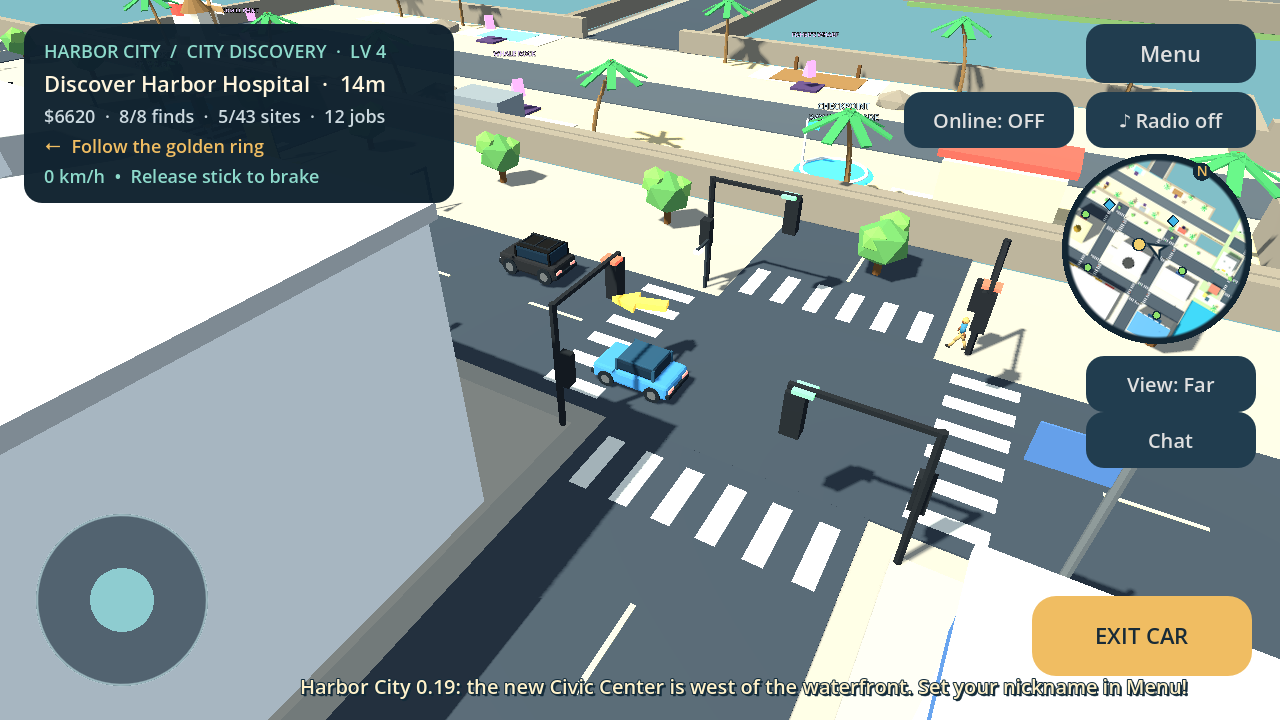 HARBOR CITY / CITY DISCOVERY · LV 4
Discover Harbor Hospital · 14m
$6620 · 8/8 finds · 5/43 sites · 12 jobs
← Follow the golden ring
0 km/h • Release stick to brake
Menu
Online: OFF
♪ Radio off
N
View: Far
Chat
EXIT CAR
Harbor City 0.19: the new Civic Center is west of the waterfront. Set your nickname in Menu!